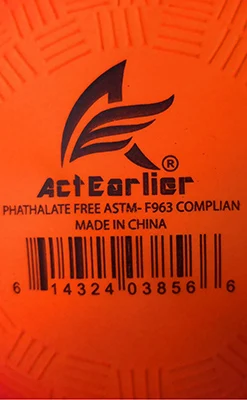 ®
ActEarlier
PHATHALATE FREE ASTM- F963 COMPLIAN
MADE IN CHINA
6 14324 03856 6